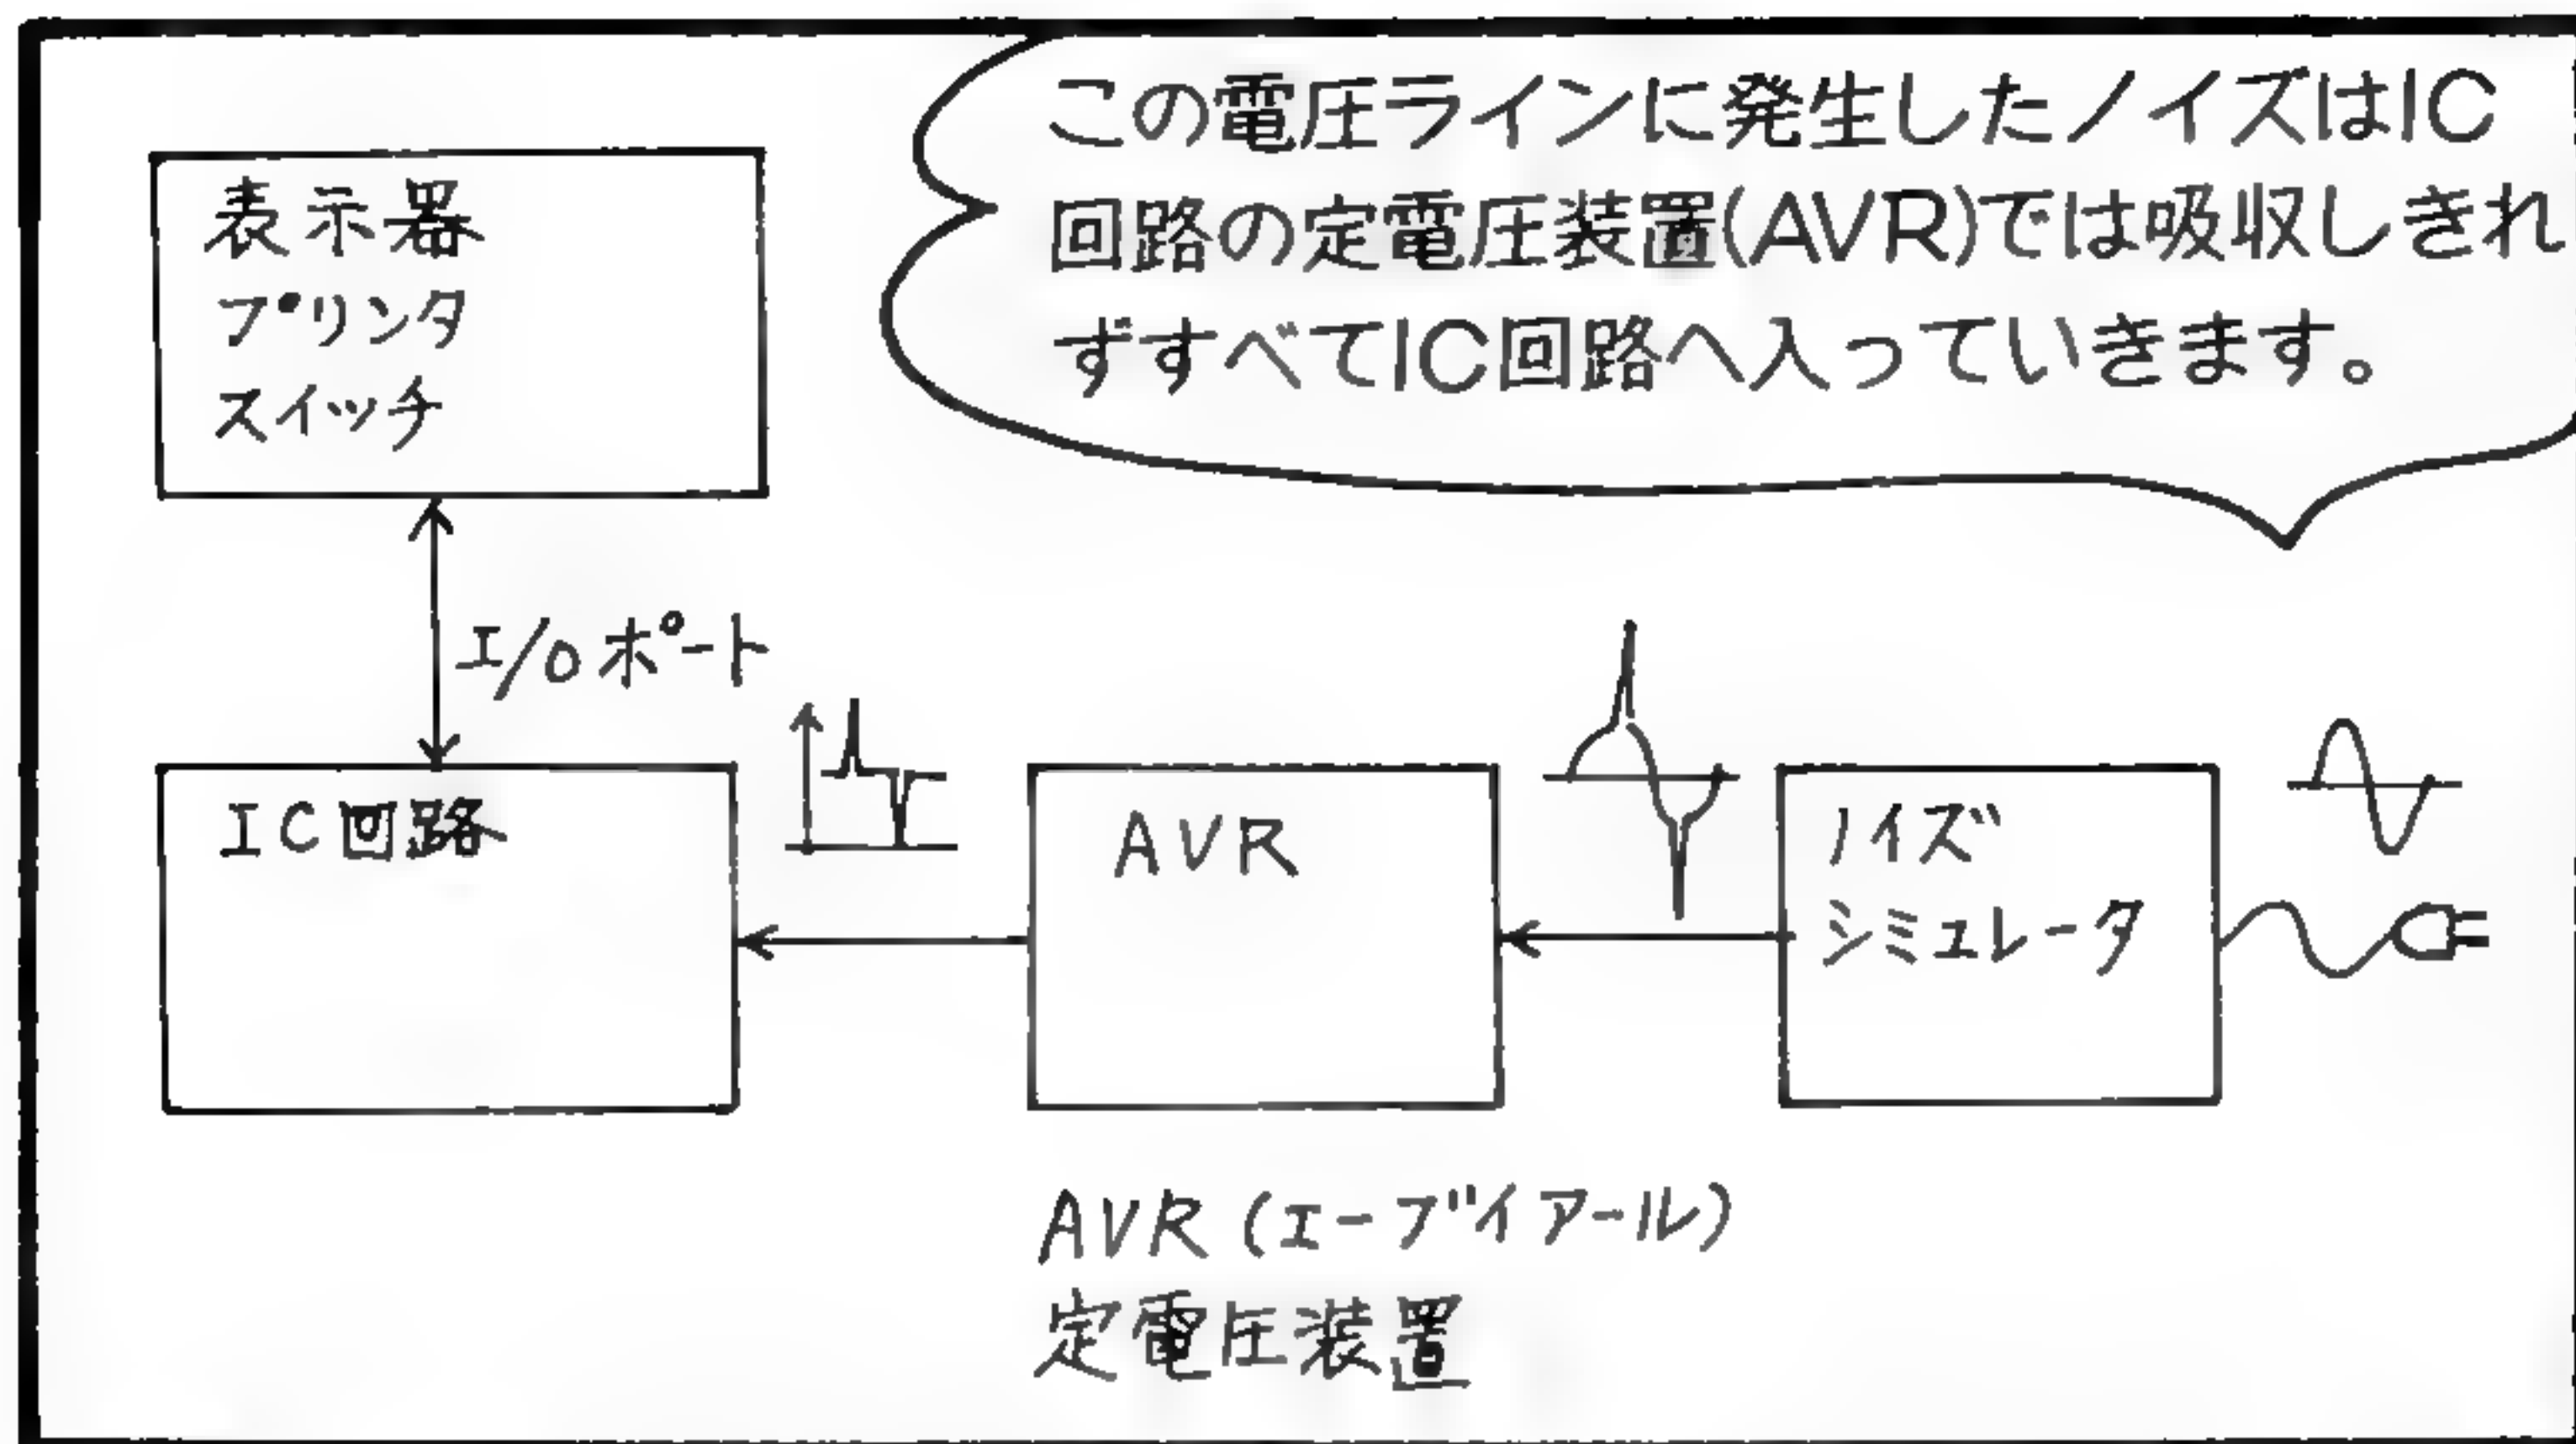 この電圧ラインに発生したノイズはIC
回路の定電圧装置(AVR)では吸収しきれ
ずすべてIC回路へ入っていきます。
表示器
プリンタ
スイッチ
I/Oポート
IC回路
AVR
ノイズ
シミュレータ
AVR(エーブイアール)
定電圧装置